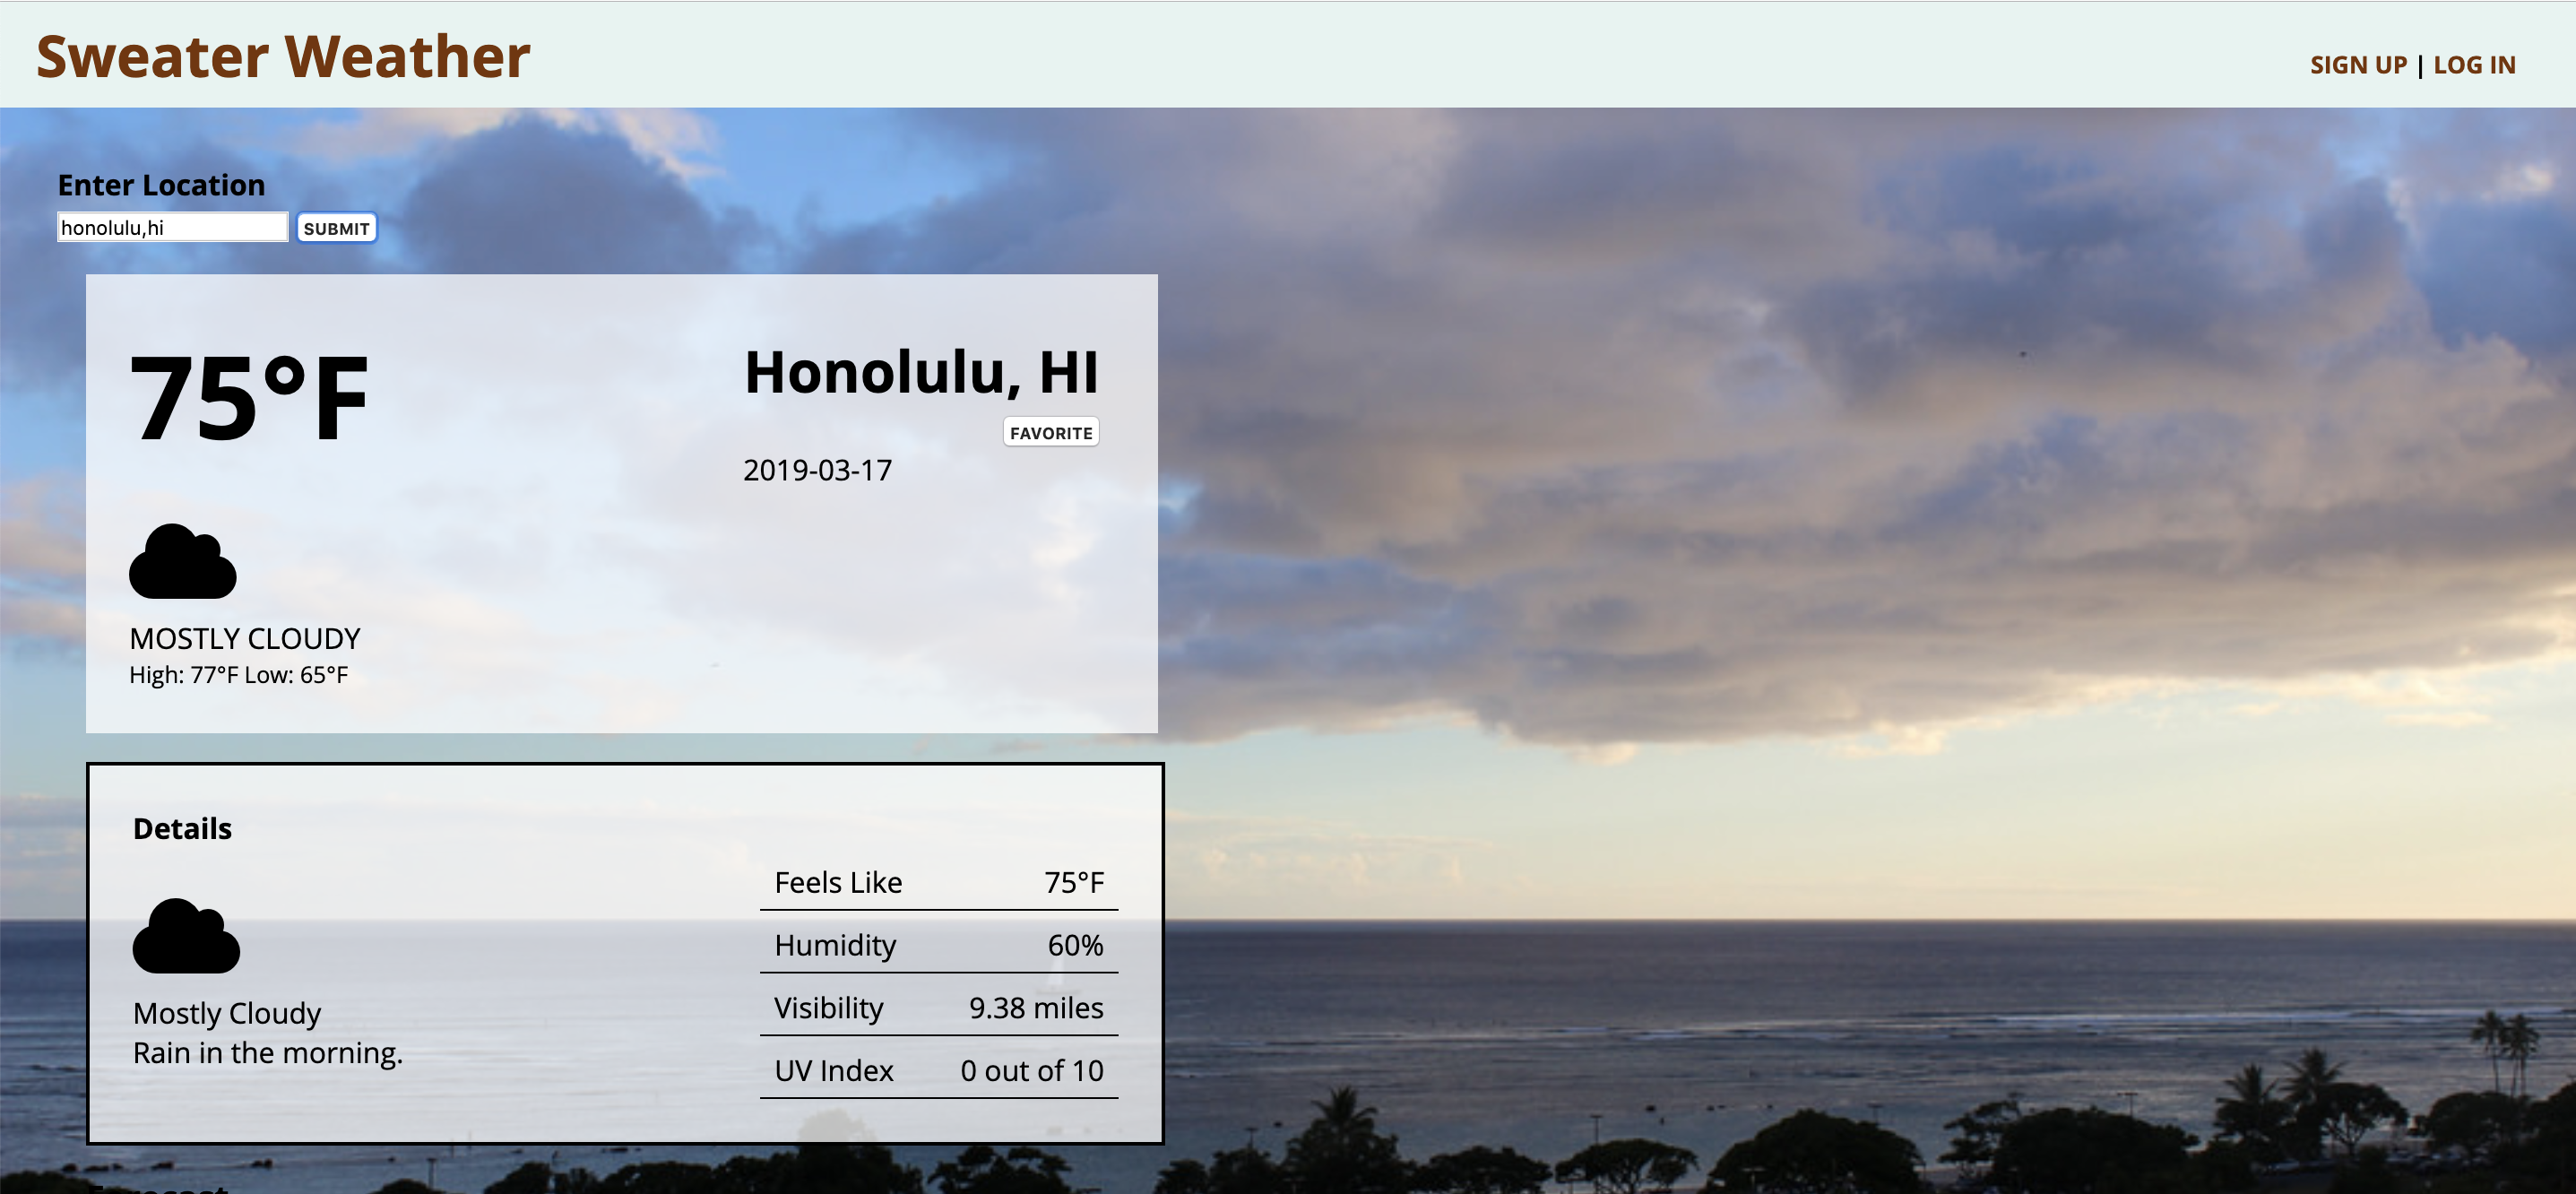 Sweater Weather
SIGN UP | LOG IN
Enter Location
honolulu,hi SUBMIT
75°F
Honolulu, HI
FAVORITE
2019-03-17
MOSTLY CLOUDY
High: 77°F Low: 65°F
Details
Mostly Cloudy
Rain in the morning.
Feels Like 75°F
Humidity 60%
Visibility 9.38 miles
UV Index 0 out of 10
Forecast